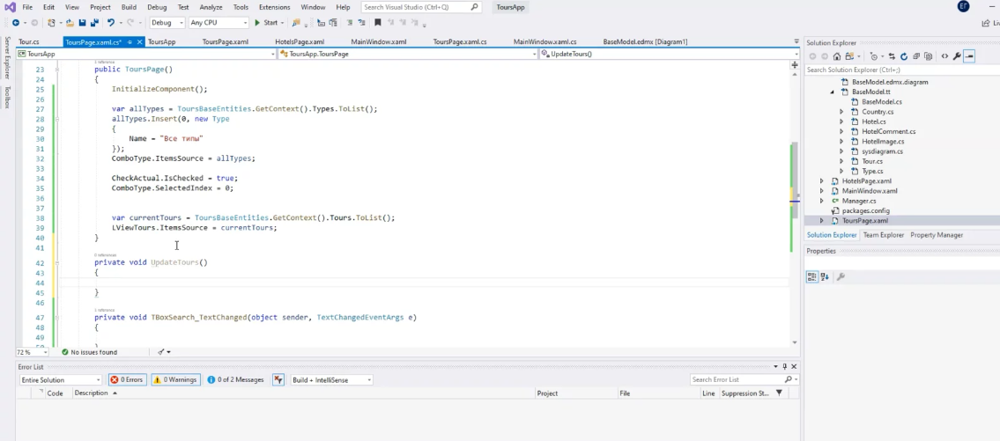 File Edit View Project Build Debug Test Analyze Tools Extensions Window Help Search Visual Studio (Ctrl+Q) ToursApp ЕГ
Debug Any CPU Start Liv
Server Explorer
Toolbox
Tour.cs ToursPage.xaml.cs* ToursApp ToursPage.xaml HotelsPage.xaml MainWindow.xaml ToursPage.xaml.cs MainWindow.xaml.cs BaseModel.edmx [Diagram1]
ToursApp ToursApp.ToursPage UpdateTours()
23 public ToursPage()
24 {
25 InitializeComponent();
26
27 var allTypes = ToursBaseEntities.GetContext().Types.ToList();
28 allTypes.Insert(0, new Type
29 {
30 Name = "Все типы"
31 });
32 ComboType.ItemsSource = allTypes;
33
34 CheckActual.IsChecked = true;
35 ComboType.SelectedIndex = 0;
36
37
38 var currentTours = ToursBaseEntities.GetContext().Tours.ToList();
39 LViewTours.ItemsSource = currentTours;
40 }
41
0 references
42 private void UpdateTours()
43 {
44
45 }
46
1 reference
47 private void TBoxSearch_TextChanged(object sender, TextChangedEventArgs e)
48 {
49
72 % No issues found
Solution Explorer
Search Solution Explorer (Ctrl+;)
BaseModel.edmx.diagram
BaseModel.tt
BaseModel.cs
Country.cs
Hotel.cs
HotelComment.cs
HotelImage.cs
sysdiagram.cs
Tour.cs
Type.cs
HotelsPage.xaml
MainWindow.xaml
Manager.cs
packages.config
ToursPage.xaml
Solution Explorer Team Explorer Property Manager
Properties
Error List
Entire Solution 0 Errors 0 Warnings 0 of 2 Messages Build + IntelliSense Search Error List
Code Description Project File Line Suppression St...